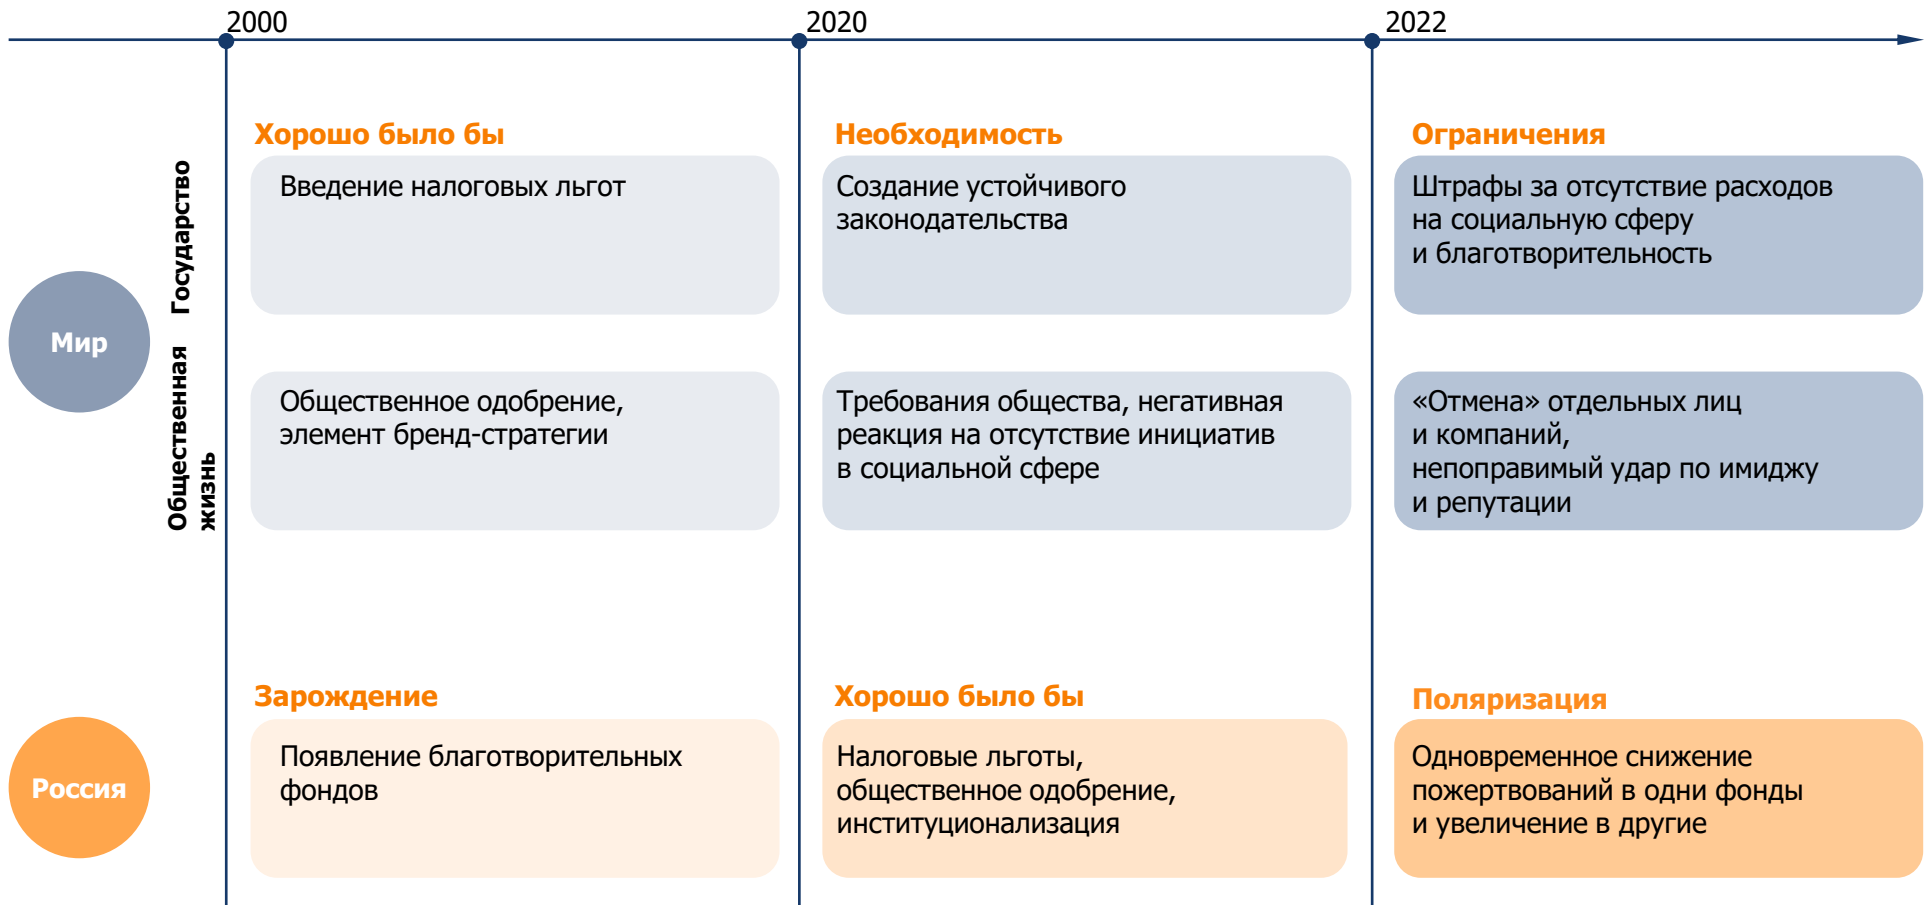 2000
2020
2022
Мир
Государство
Общественная
жизнь
Хорошо было бы
Введение налоговых льгот
Необходимость
Создание устойчивого
законодательства
Ограничения
Штрафы за отсутствие расходов
на социальную сферу
и благотворительность
Общественное одобрение,
элемент бренд-стратегии
Требования общества, негативная
реакция на отсутствие инициатив
в социальной сфере
«Отмена» отдельных лиц
и компаний,
непоправимый удар по имиджу
и репутации
Россия
Зарождение
Появление благотворительных
фондов
Хорошо было бы
Налоговые льготы,
общественное одобрение,
институционализация
Поляризация
Одновременное снижение
пожертвований в одни фонды
и увеличение в другие